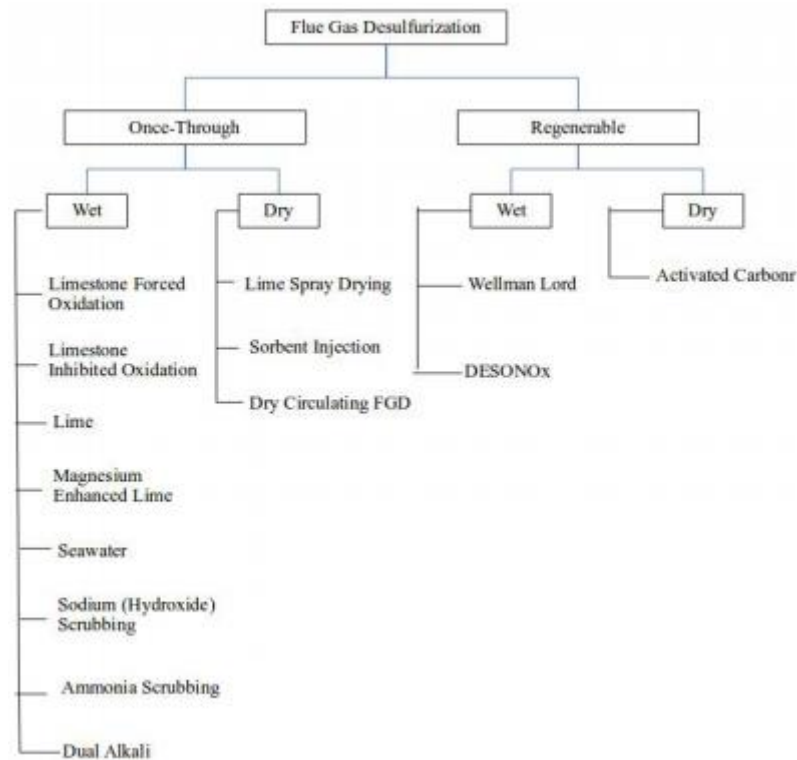 Flue Gas Desulfurization
Once-Through
Regenerable
Wet
Dry
Wet
Dry
Limestone Forced
Oxidation
Limestone
Inhibited Oxidation
Lime
Magnesium
Enhanced Lime
Seawater
Sodium (Hydroxide)
Scrubbing
Ammonia Scrubbing
Dual Alkali
Lime Spray Drying
Sorbent Injection
Dry Circulating FGD
Wellman Lord
DESONOx
Activated Carbonr